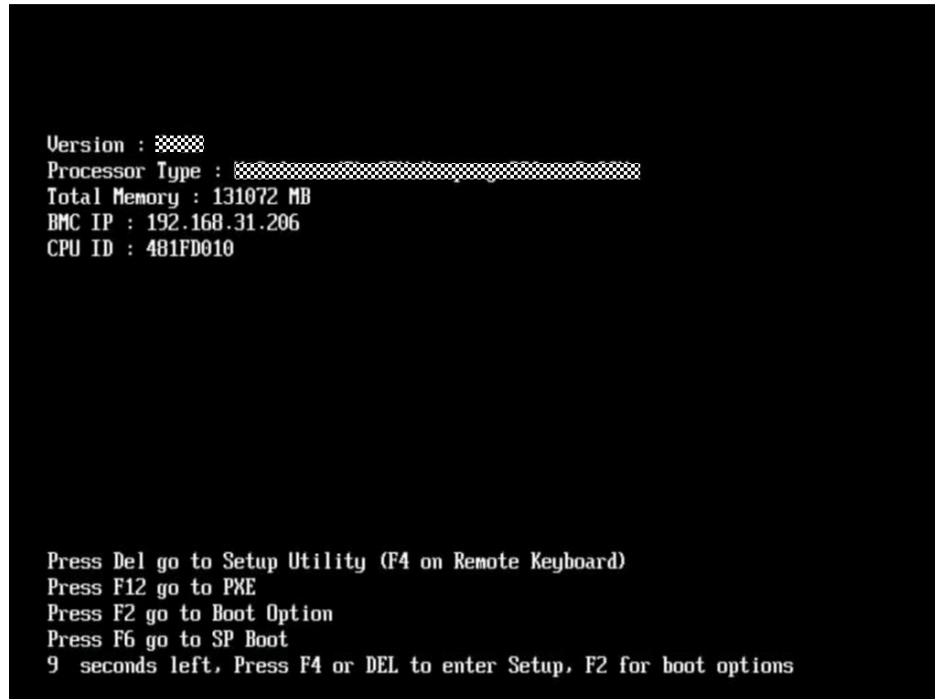 Version :
Processor Type :
Total Memory : 131072 MB
BMC IP : 192.168.31.206
CPU ID : 481FD010
Press Del go to Setup Utility (F4 on Remote Keyboard)
Press F12 go to PXE
Press F2 go to Boot Option
Press F6 go to SP Boot
9 seconds left, Press F4 or DEL to enter Setup, F2 for boot options